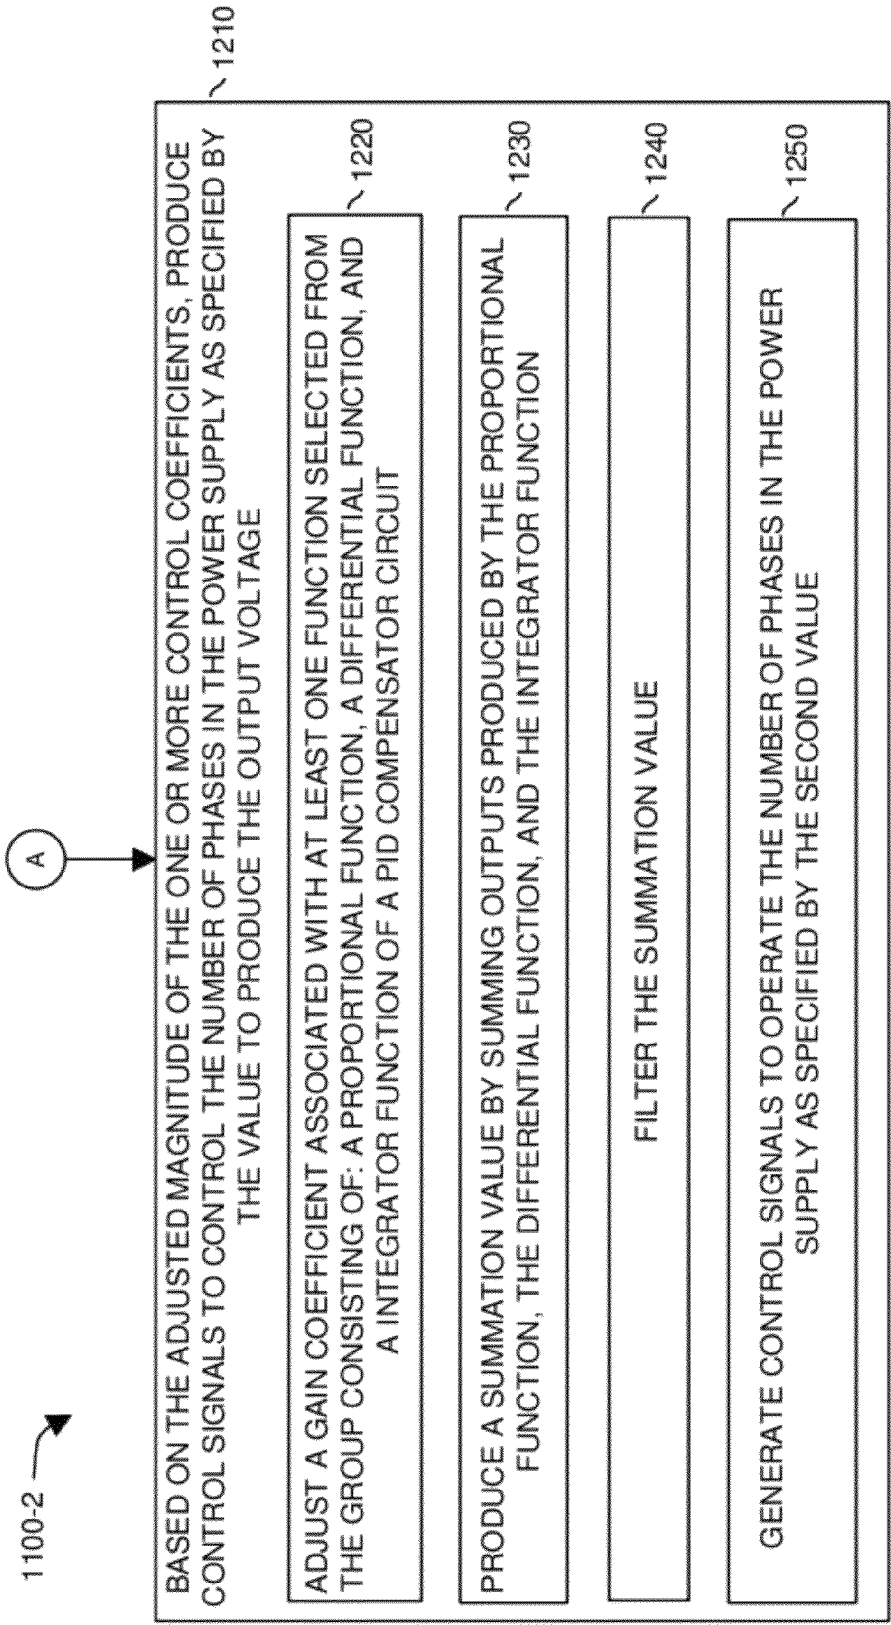 1100-2
A
1210
BASED ON THE ADJUSTED MAGNITUDE OF THE ONE OR MORE CONTROL COEFFICIENTS, PRODUCE
CONTROL SIGNALS TO CONTROL THE NUMBER OF PHASES IN THE POWER SUPPLY AS SPECIFIED BY
THE VALUE TO PRODUCE THE OUTPUT VOLTAGE
1220
ADJUST A GAIN COEFFICIENT ASSOCIATED WITH AT LEAST ONE FUNCTION SELECTED FROM
THE GROUP CONSISTING OF: A PROPORTIONAL FUNCTION, A DIFFERENTIAL FUNCTION, AND
A INTEGRATOR FUNCTION OF A PID COMPENSATOR CIRCUIT
1230
PRODUCE A SUMMATION VALUE BY SUMMING OUTPUTS PRODUCED BY THE PROPORTIONAL
FUNCTION, THE DIFFERENTIAL FUNCTION, AND THE INTEGRATOR FUNCTION
1240
FILTER THE SUMMATION VALUE
1250
GENERATE CONTROL SIGNALS TO OPERATE THE NUMBER OF PHASES IN THE POWER
SUPPLY AS SPECIFIED BY THE SECOND VALUE